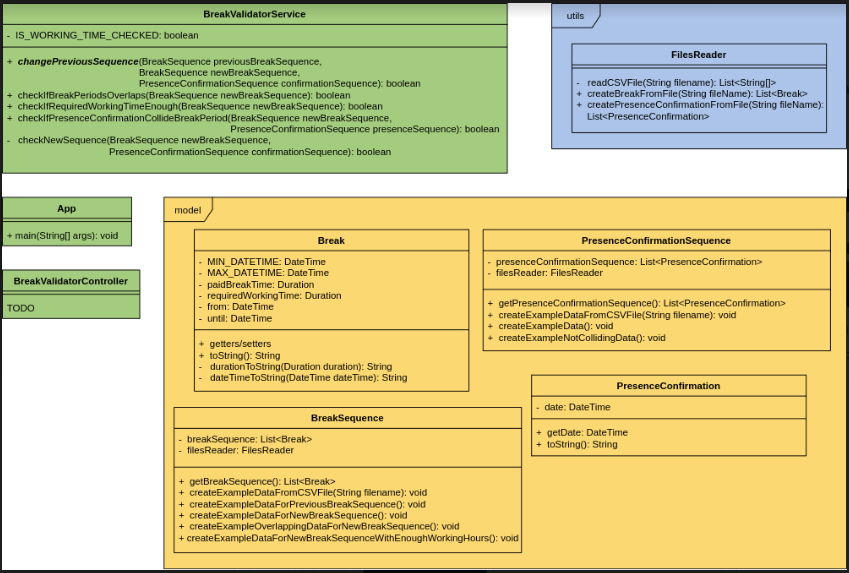 BreakValidatorService
- IS_WORKING_TIME_CHECKED: boolean
+ changePreviousSequence(BreakSequence previousBreakSequence,
BreakSequence newBreakSequence,
PresenceConfirmationSequence confirmationSequence): boolean
+ checkIfBreakPeriodsOverlaps(BreakSequence newBreakSequence): boolean
+ checkIfRequiredWorkingTimeEnough(BreakSequence newBreakSequence): boolean
+ checkIfPresenceConfirmationCollideBreakPeriod(BreakSequence newBreakSequence,
PresenceConfirmationSequence presenceSequence): boolean
- checkNewSequence(BreakSequence newBreakSequence,
PresenceConfirmationSequence confirmationSequence): boolean
utils
FilesReader
- readCSVFile(String filename): List<String[]>
+ createBreakFromFile(String fileName): List<Break>
+ createPresenceConfirmationFromFile(String fileName):
List<PresenceConfirmation>
App
+ main(String[] args): void
BreakValidatorController
TODO
model
Break
- MIN_DATETIME: DateTime
- MAX_DATETIME: DateTime
- paidBreakTime: Duration
- requiredWorkingTime: Duration
- from: DateTime
- until: DateTime
+ getters/setters
+ toString(): String
- durationToString(Duration duration): String
- dateTimeToString(DateTime dateTime): String
PresenceConfirmationSequence
- presenceConfirmationSequence: List<PresenceConfirmation>
- filesReader: FilesReader
+ getPresenceConfirmationSequence(): List<PresenceConfirmation>
+ createExampleDataFromCSVFile(String filename): void
+ createExampleData(): void
+ createExampleNotCollidingData(): void
PresenceConfirmation
- date: DateTime
+ getDate: DateTime
+ toString(): String
BreakSequence
- breakSequence: List<Break>
- filesReader: FilesReader
+ getBreakSequence(): List<Break>
+ createExampleDataFromCSVFile(String filename): void
+ createExampleDataForPreviousBreakSequence(): void
+ createExampleDataForNewBreakSequence(): void
+ createExampleOverlappingDataForNewBreakSequence(): void
+ createExampleDataForNewBreakSequenceWithEnoughWorkingHours(): void